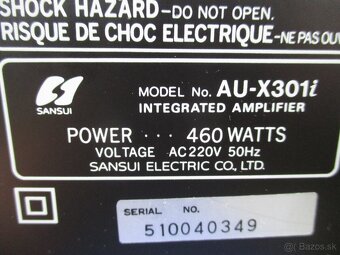 SHOCK HAZARD-DO NOT OPEN.
RISQUE DE CHOC ELECTRIQUE-NE PAS OU
SANSUI
MODEL No. AU-X301i
INTEGRATED AMPLIFIER
POWER ··· 460 WATTS
VOLTAGE AC220V 50Hz
SANSUI ELECTRIC CO., LTD.
SERIAL NO.
510040349
bazos.sk